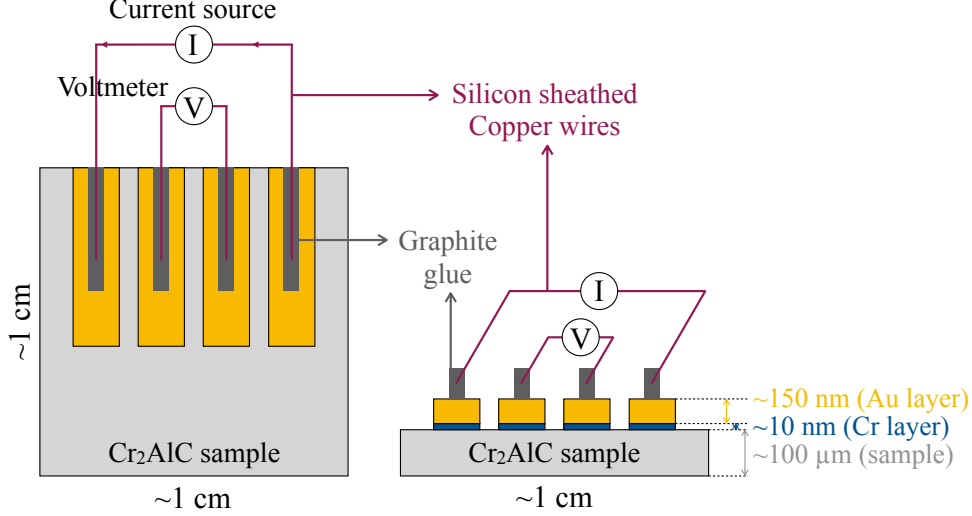 Current source
I
Voltmeter
V
Silicon sheathed
Copper wires
Graphite
glue
~1 cm
Cr₂AlC sample
~1 cm
I
V
~150 nm (Au layer)
~10 nm (Cr layer)
~100 µm (sample)
Cr₂AlC sample
~1 cm